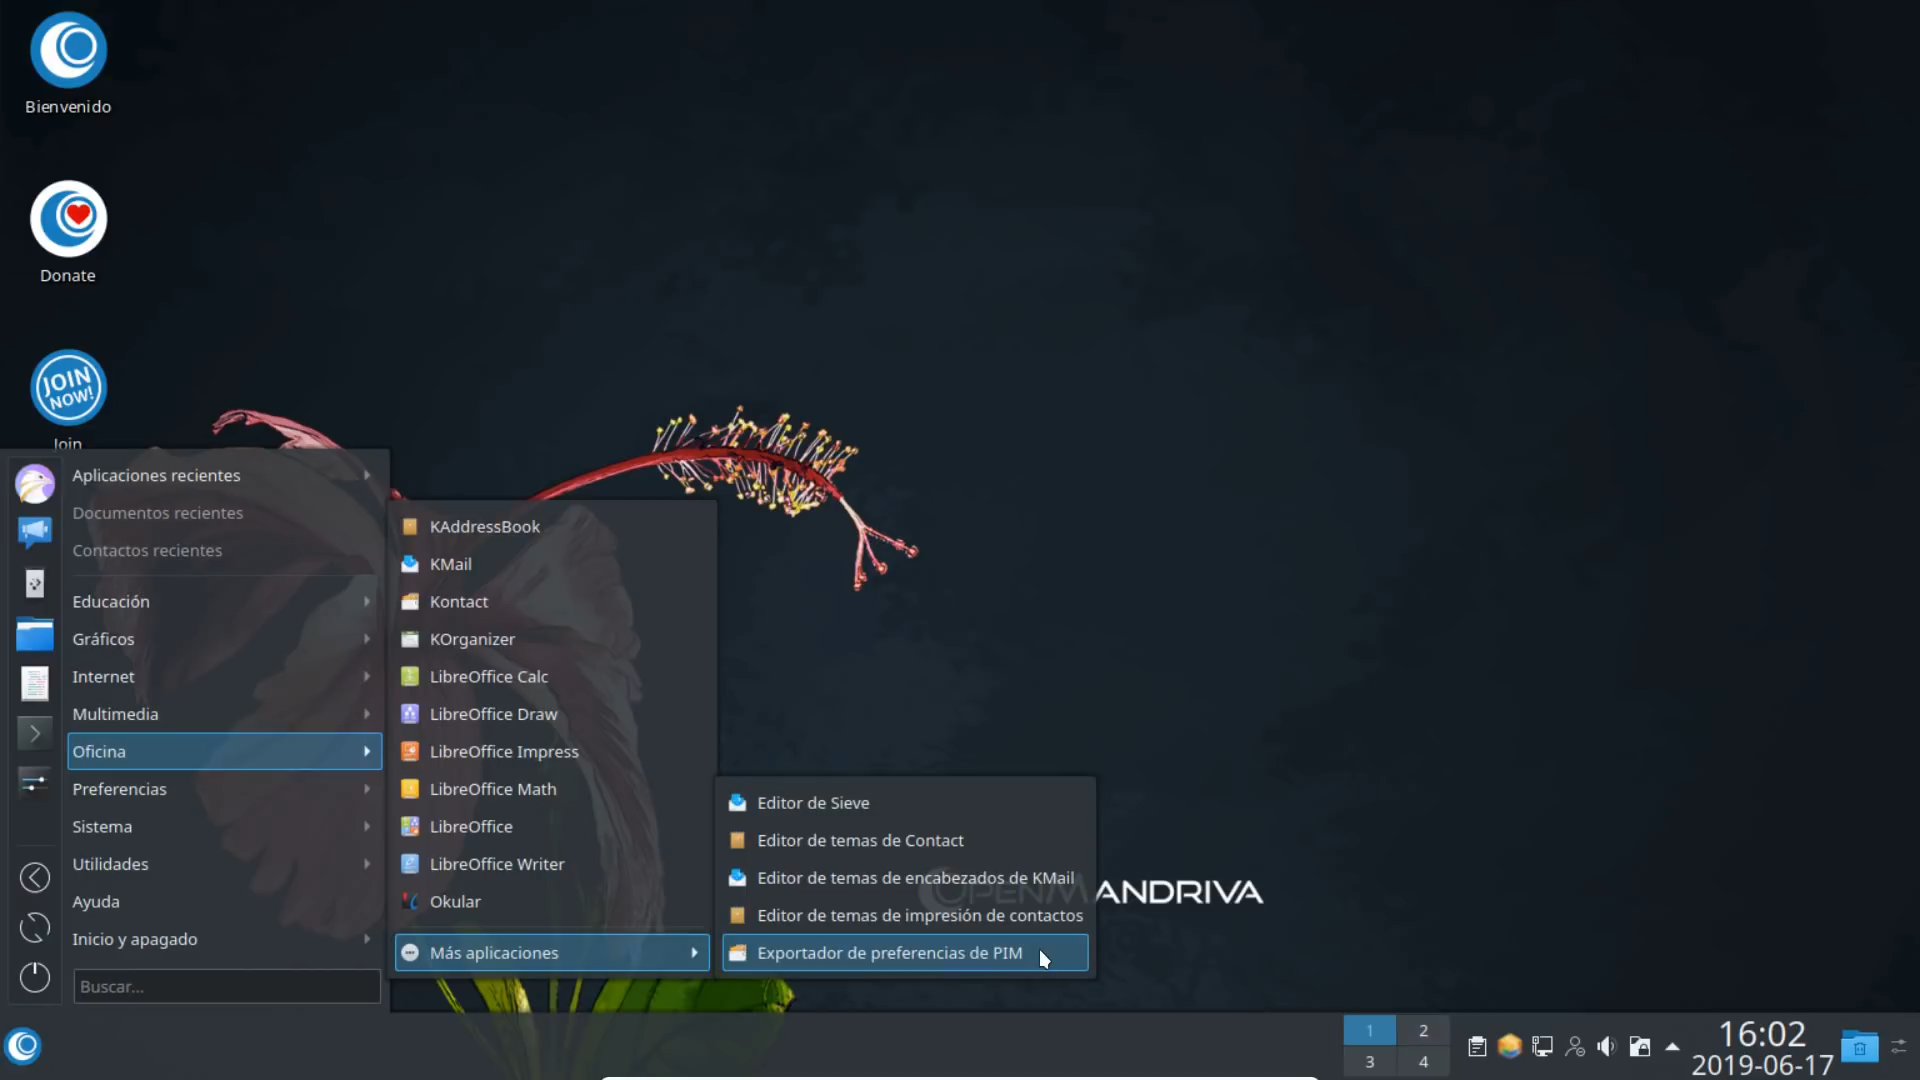 Bienvenido
Donate
JOIN
NOW!
Join
Aplicaciones recientes
Documentos recientes
Contactos recientes
Educación
Gráficos
Internet
Multimedia
Oficina
Preferencias
Sistema
Utilidades
Ayuda
Inicio y apagado
Buscar...
KAddressBook
KMail
Kontact
KOrganizer
LibreOffice Calc
LibreOffice Draw
LibreOffice Impress
LibreOffice Math
LibreOffice
LibreOffice Writer
Okular
Más aplicaciones
Editor de Sieve
Editor de temas de Contact
Editor de temas de encabezados de KMail
Editor de temas de impresión de contactos
Exportador de preferencias de PIM
OPENMANDRIVA
1 2
3 4
16:02
2019-06-17